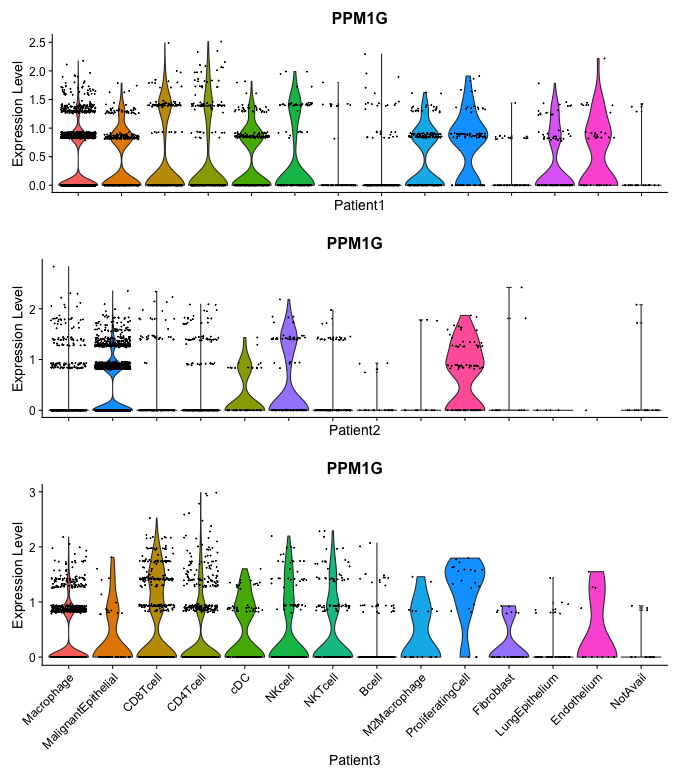 PPM1G
Expression Level
2.5
2.0
1.5
1.0
0.5
0.0
Patient1
PPM1G
Expression Level
2
1
0
Patient2
PPM1G
Expression Level
3
2
1
0
Macrophage
MalignantEpithelial
CD8Tcell
CD4Tcell
cDC
NKcell
NKTcell
Bcell
M2Macrophage
ProliferatingCell
Fibroblast
LungEpithelium
Endothelium
NotAvail
Patient3